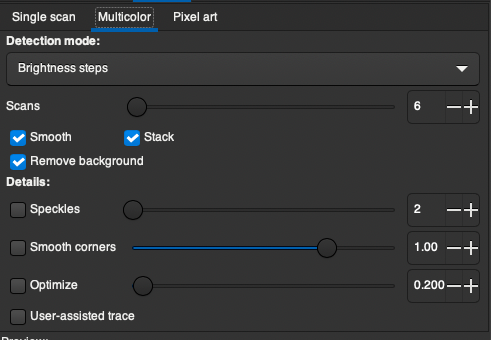 Single scan Multicolor Pixel art
Detection mode:
Brightness steps
Scans 6
Smooth Stack
Remove background
Details:
Speckles 2
Smooth corners 1.00
Optimize 0.200
User-assisted trace
Preview: